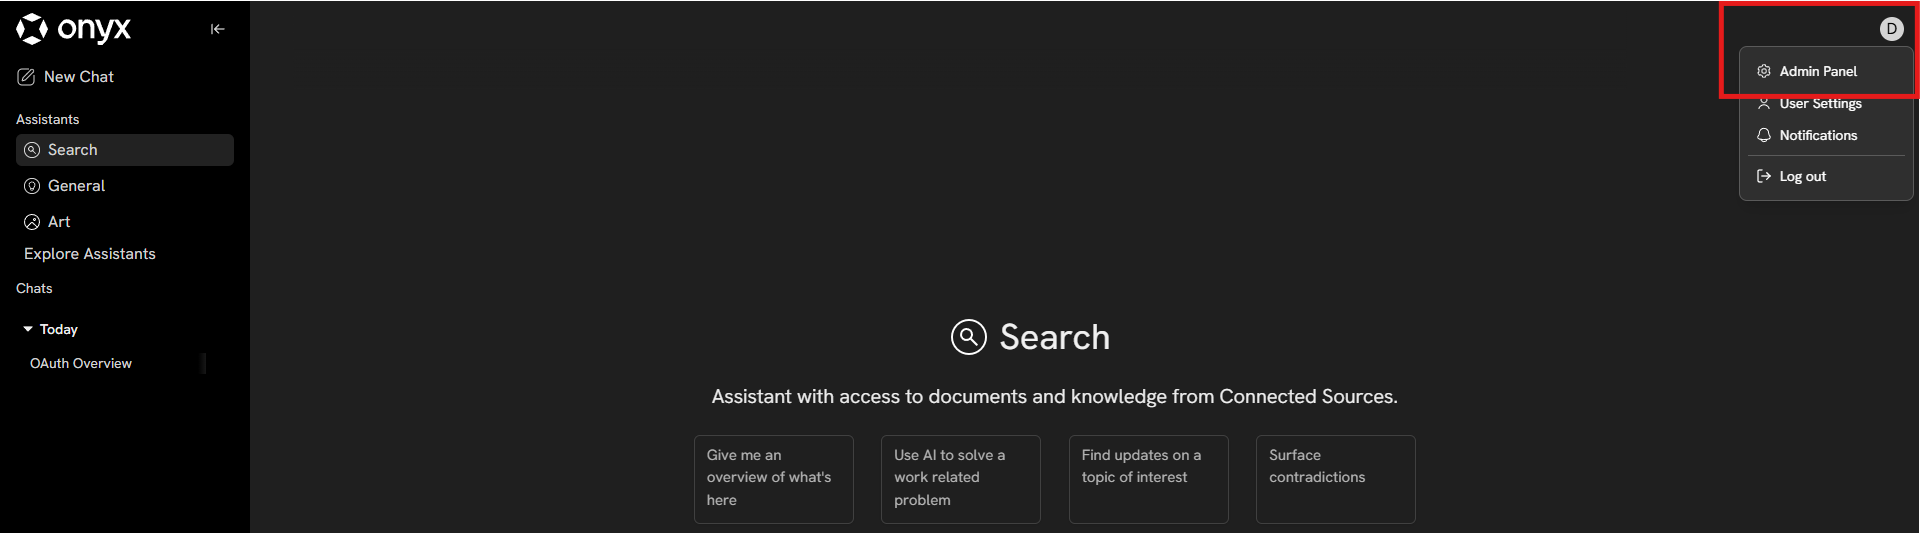 onyx
New Chat
Assistants
Search
General
Art
Explore Assistants
Chats
Today
OAuth Overview
D
Admin Panel
User Settings
Notifications
Log out
Search
Assistant with access to documents and knowledge from Connected Sources.
Give me an
overview of what's
here
Use AI to solve a
work related
problem
Find updates on a
topic of interest
Surface
contradictions